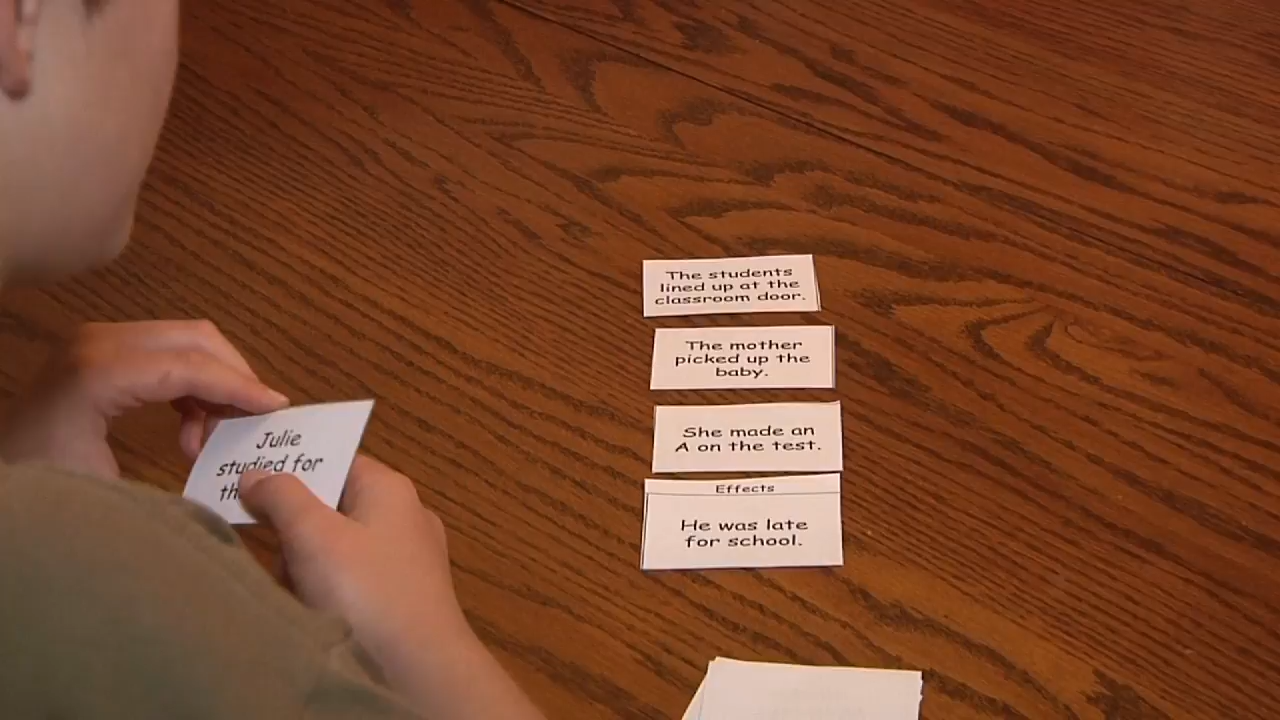 The students
lined up at the
classroom door.
The mother
picked up the
baby.
She made an
A on the test.
Effects
He was late
for school.
Julie
studied for